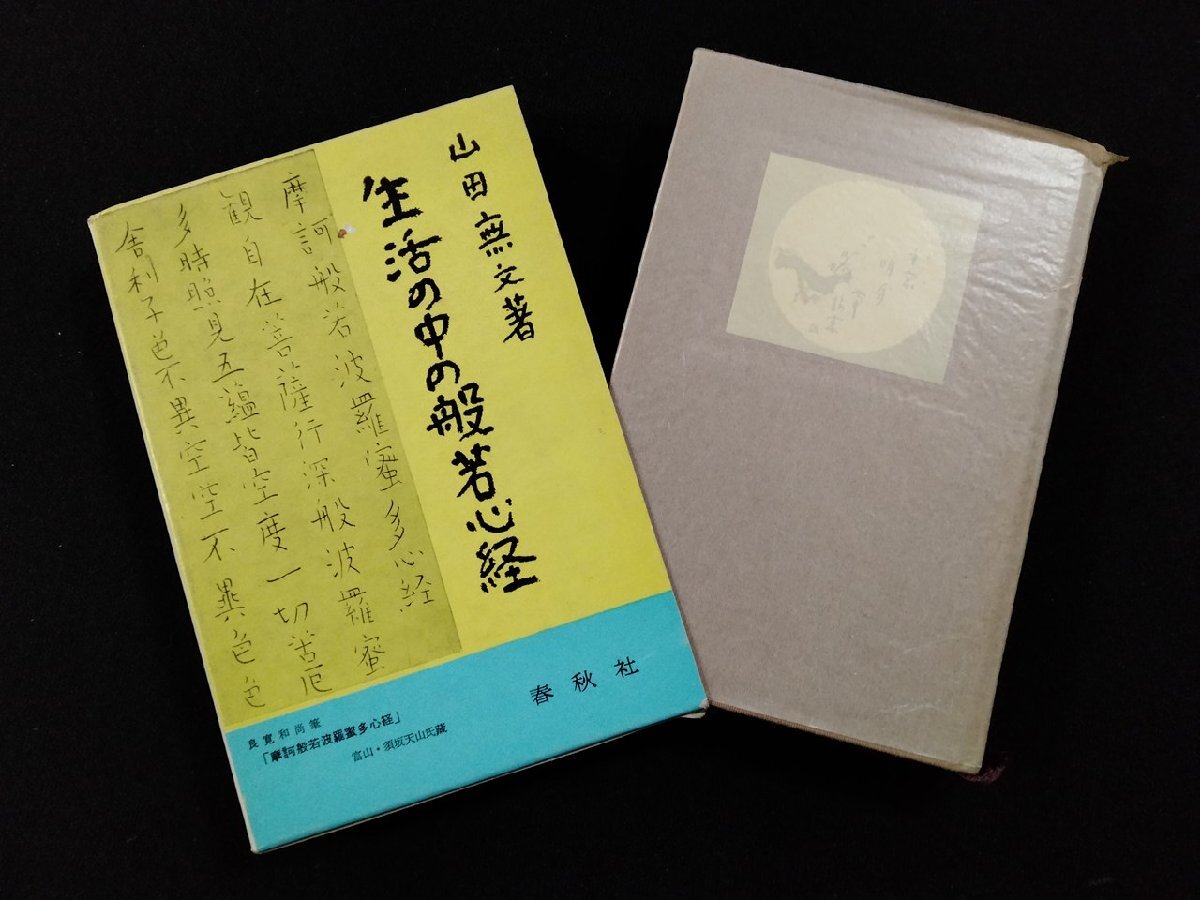 山田無文著
生活の中の般若心経
摩訶般若波羅蜜多心経
観自在菩薩行深般波羅蜜
多時照見五蘊皆空度一切苦厄
舎利子色不異空空不異色色
春秋社
良寛和尚筆
「摩訶般若波羅蜜多心経」
富山・須坂天山氏蔵